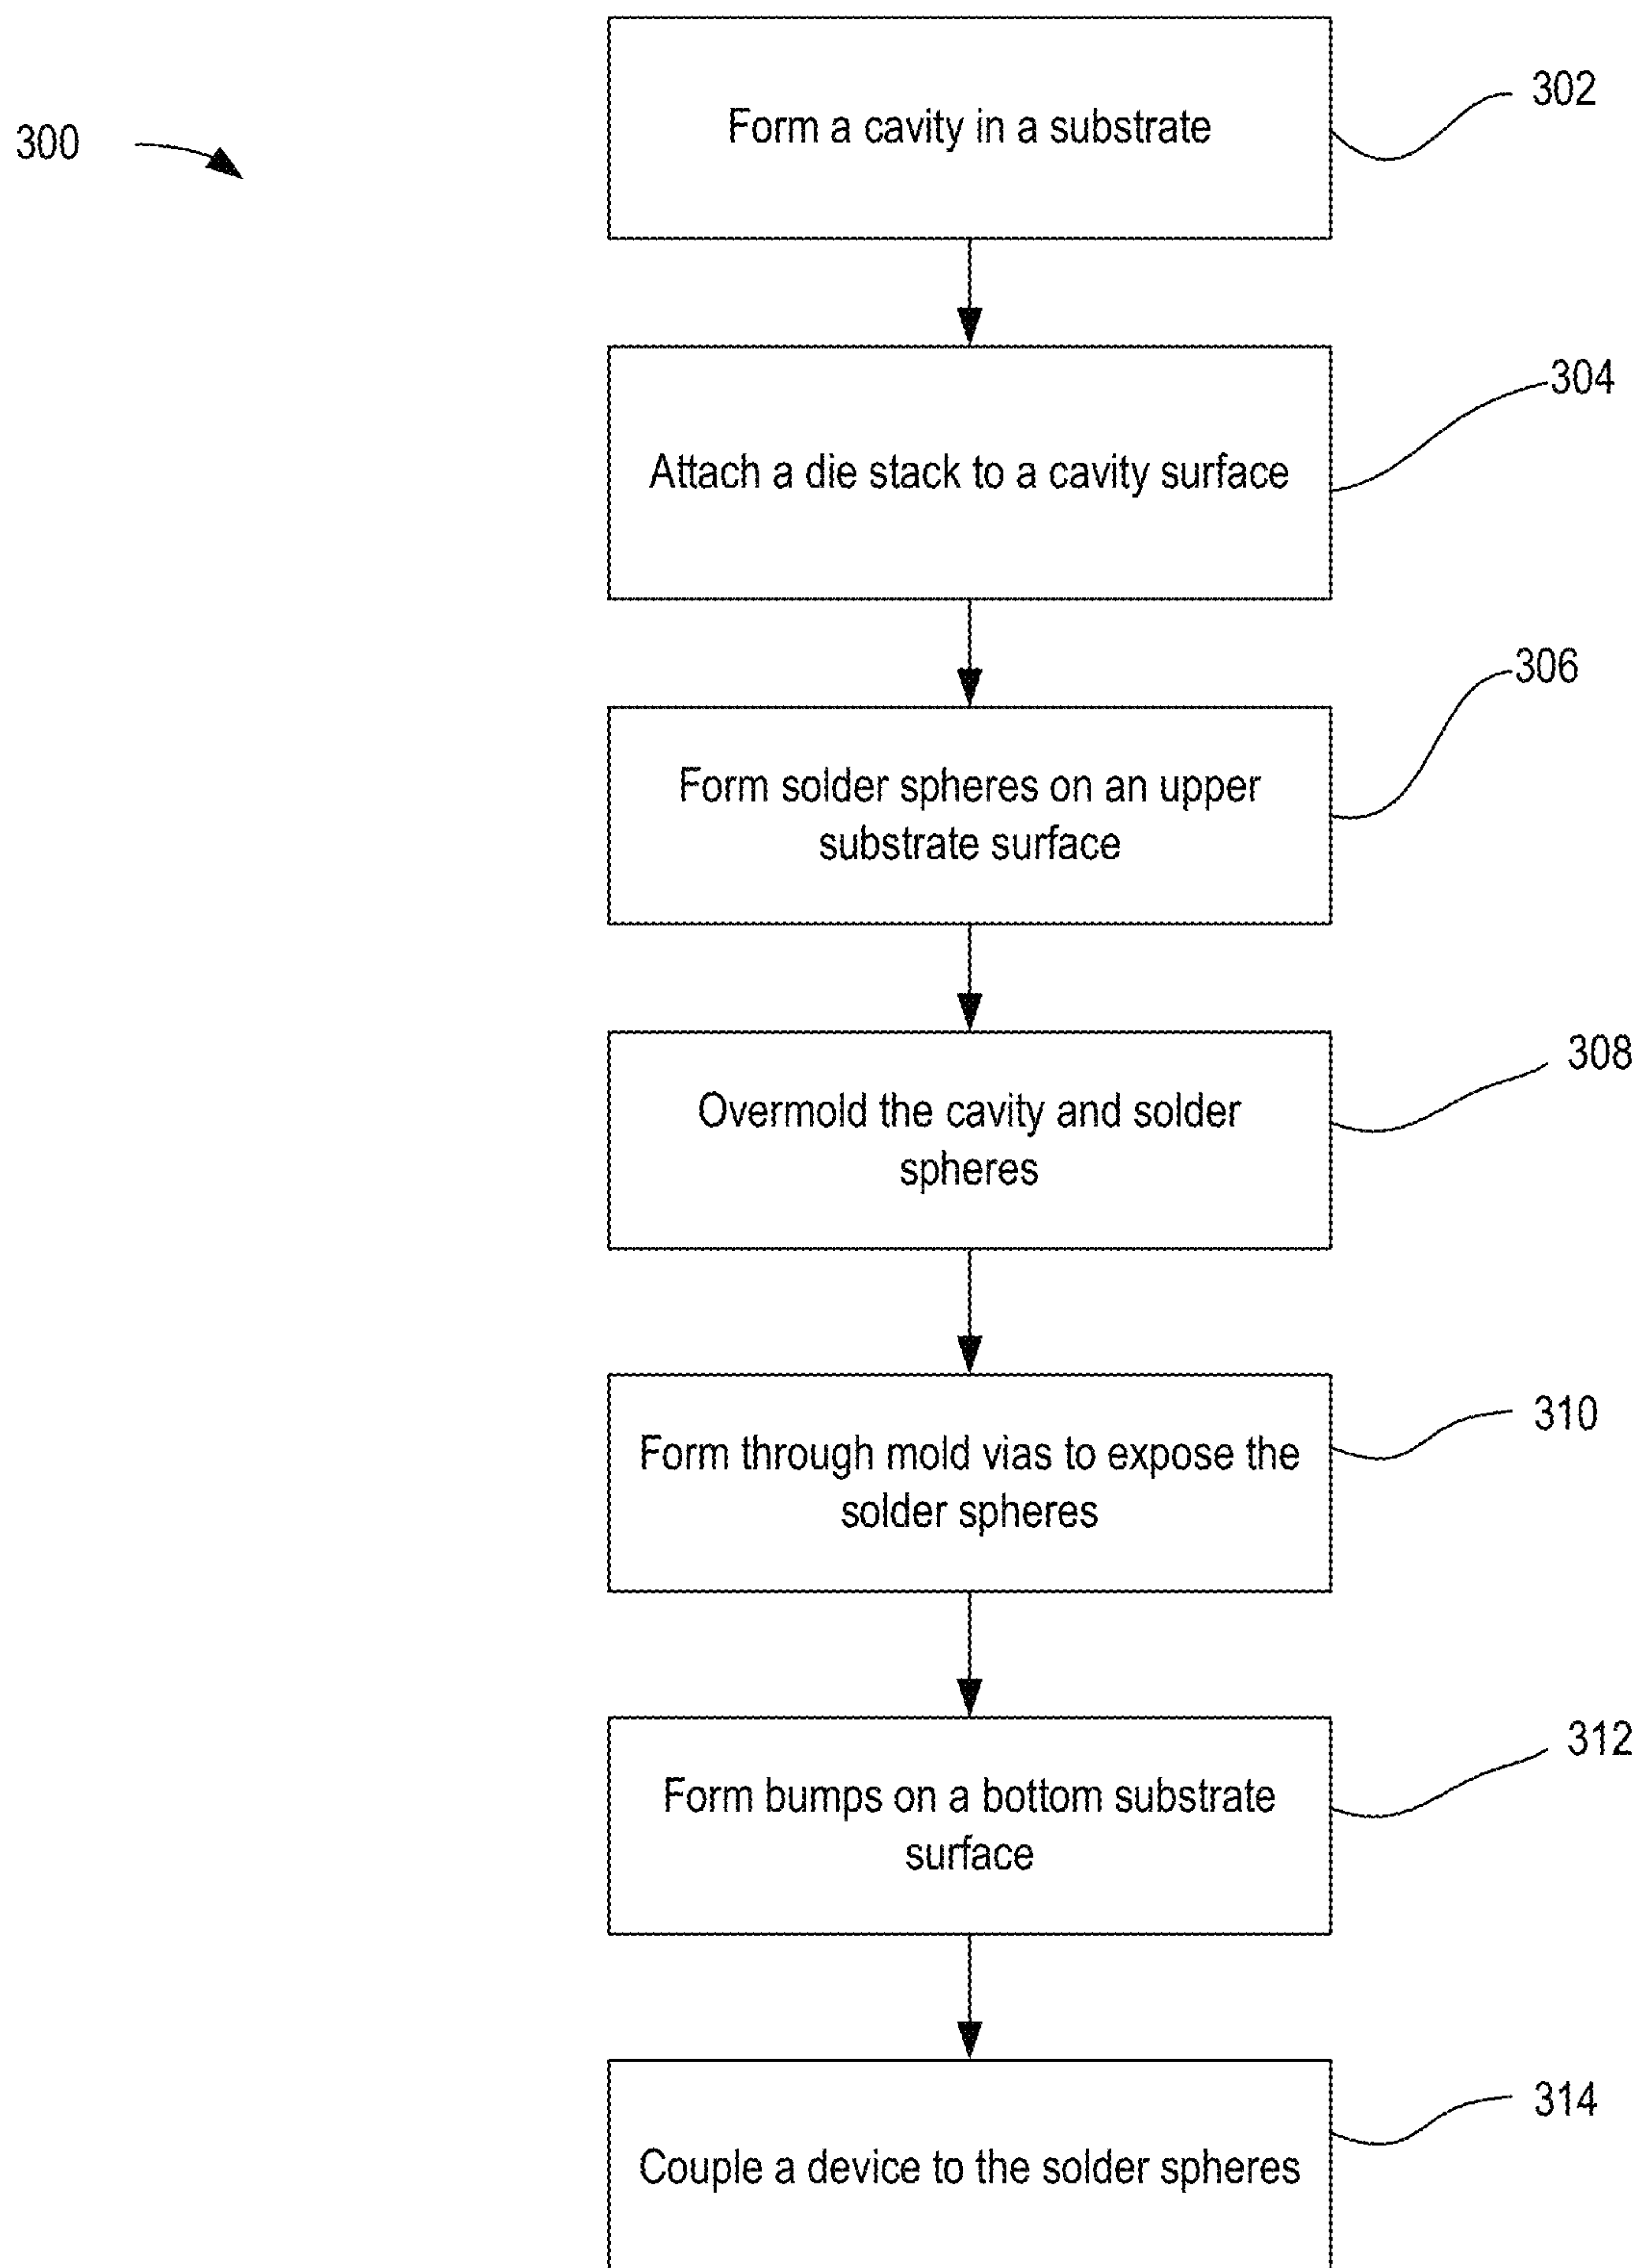 300
Form a cavity in a substrate
302
Attach a die stack to a cavity surface
304
Form solder spheres on an upper
substrate surface
306
Overmold the cavity and solder
spheres
308
Form through mold vias to expose the
solder spheres
310
Form bumps on a bottom substrate
surface
312
Couple a device to the solder spheres
314